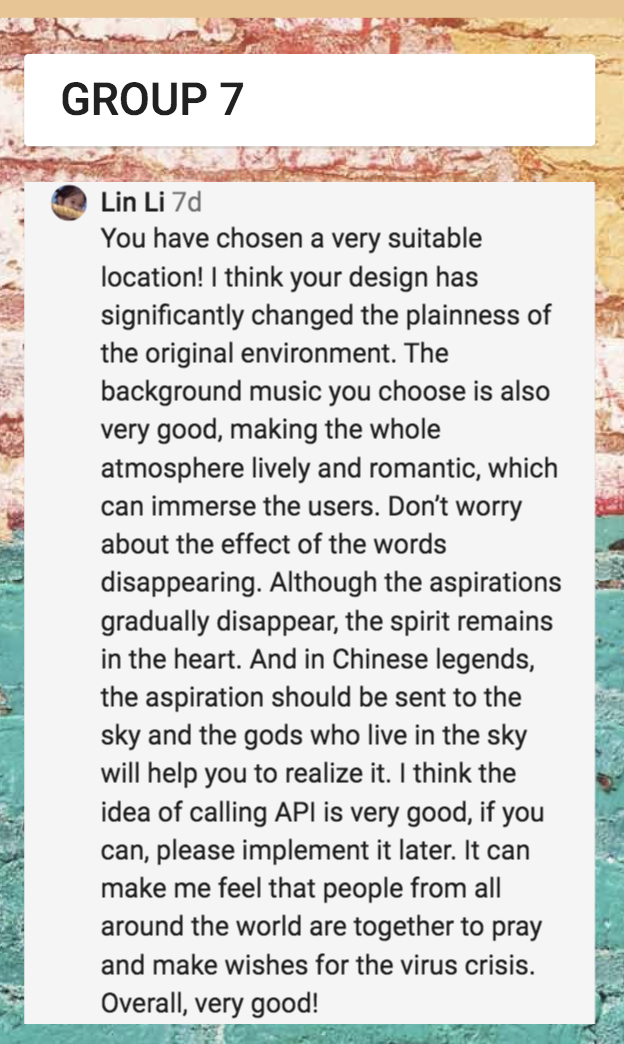 GROUP 7
Lin Li 7d
You have chosen a very suitable
location! I think your design has
significantly changed the plainness of
the original environment. The
background music you choose is also
very good, making the whole
atmosphere lively and romantic, which
can immerse the users. Don’t worry
about the effect of the words
disappearing. Although the aspirations
gradually disappear, the spirit remains
in the heart. And in Chinese legends,
the aspiration should be sent to the
sky and the gods who live in the sky
will help you to realize it. I think the
idea of calling API is very good, if you
can, please implement it later. It can
make me feel that people from all
around the world are together to pray
and make wishes for the virus crisis.
Overall, very good!